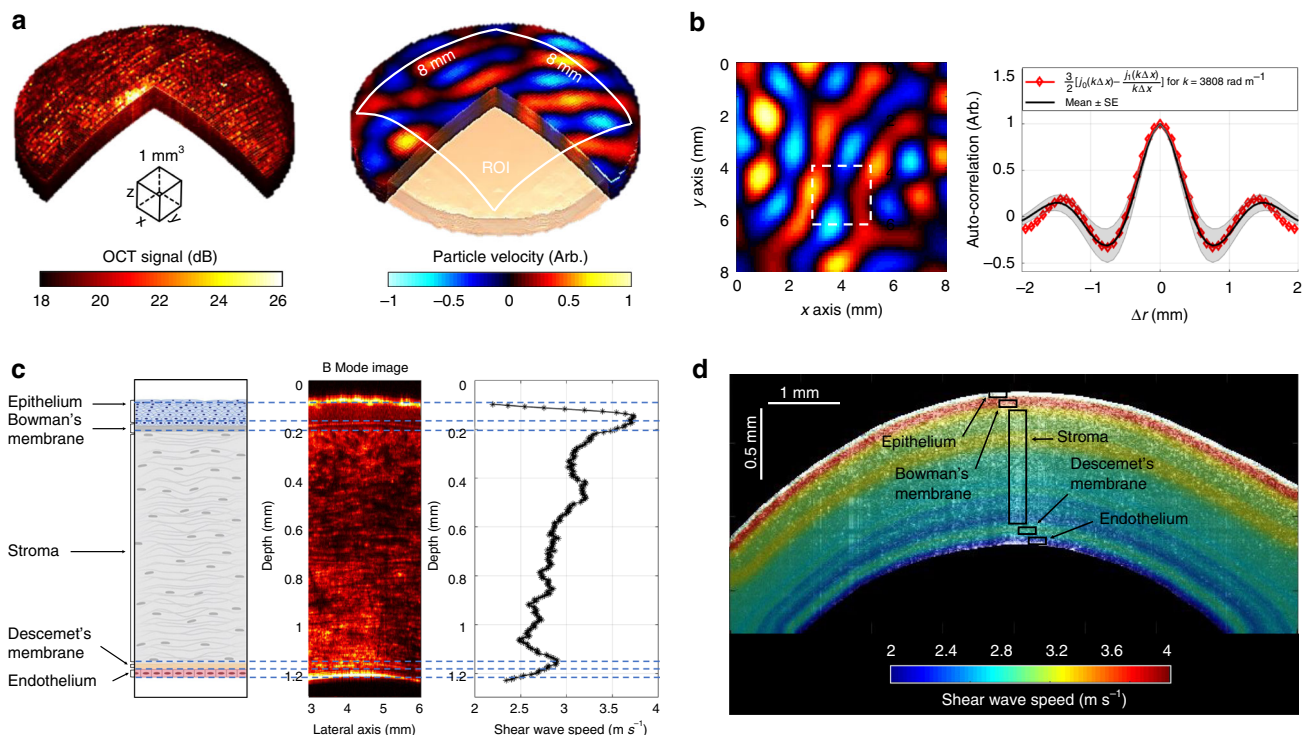 a
8 mm
8 mm
ROI
1 mm³
z
x
y
OCT signal (dB)
18 20 22 24 26
Particle velocity (Arb.)
−1 −0.5 0 0.5 1
b
0
2
4
6
8
y axis (mm)
0 2 4 6 8
x axis (mm)
3/2 [j₀(kΔx) − j₁(kΔx)/kΔx] for k = 3808 rad m⁻¹
Mean ± SE
1.5
1
0.5
0
−0.5
Auto-correlation (Arb.)
−2 −1 0 1 2
Δr (mm)
c
Epithelium
Bowman's
membrane
Stroma
Descemet's
membrane
Endothelium
B Mode image
0
0.2
0.4
0.6
0.8
1
1.2
Depth (mm)
3 4 5 6
Lateral axis (mm)
0
0.2
0.4
0.6
0.8
1
1.2
Depth (mm)
2 2.5 3 3.5 4
Shear wave speed (m s⁻¹)
d
1 mm
0.5 mm
Epithelium
Stroma
Bowman's
membrane
Descemet's
membrane
Endothelium
2 2.4 2.8 3.2 3.6 4
Shear wave speed (m s⁻¹)